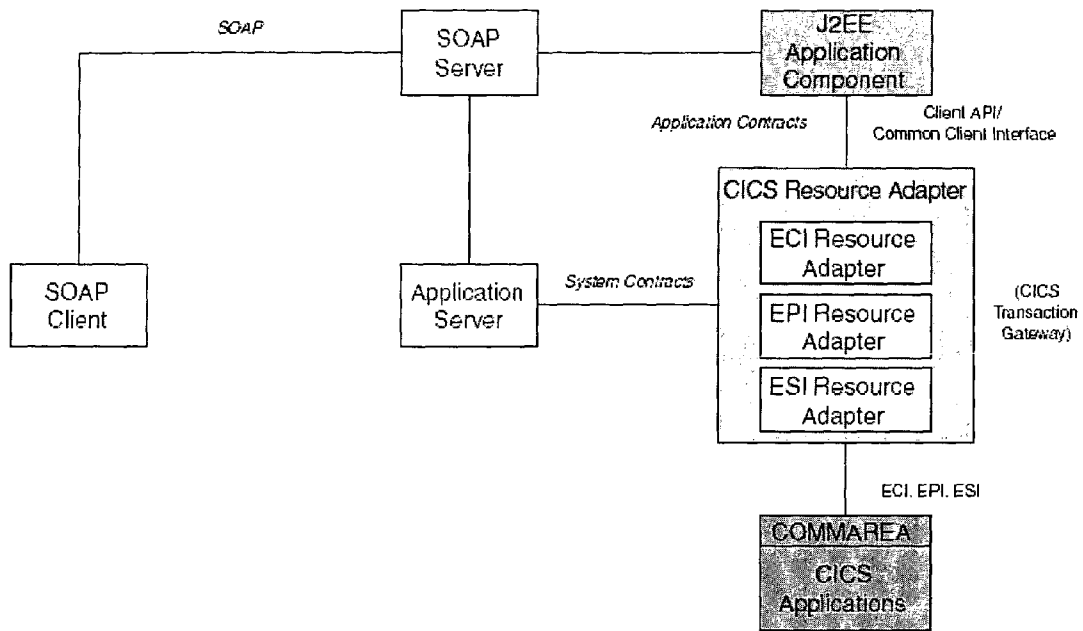 SOAP
SOAP
Server
J2EE
Application
Component
Application Contracts
Client API/
Common Client Interface
CICS Resource Adapter
ECI Resource
Adapter
SOAP
Client
Application
Server
System Contracts
EPI Resource
Adapter
(CICS
Transaction
Gateway)
ESI Resource
Adapter
ECI, EPI, ESI
COMMAREA
CICS
Applications